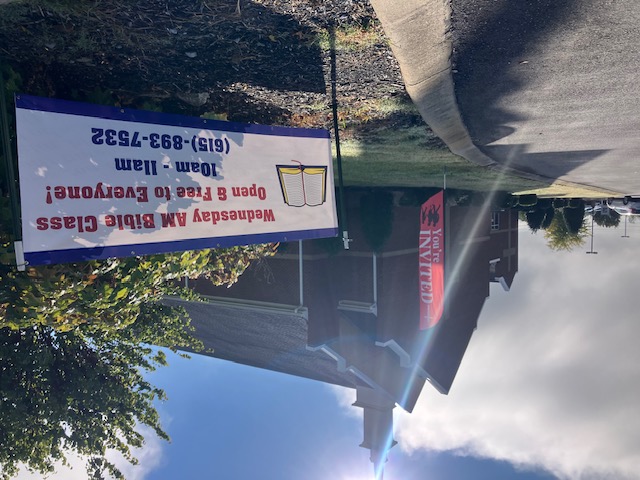 Wednesday AM Bible Class
Open & Free to Everyone!
10am - 11am
(615)-893-7532
You're
INVITED